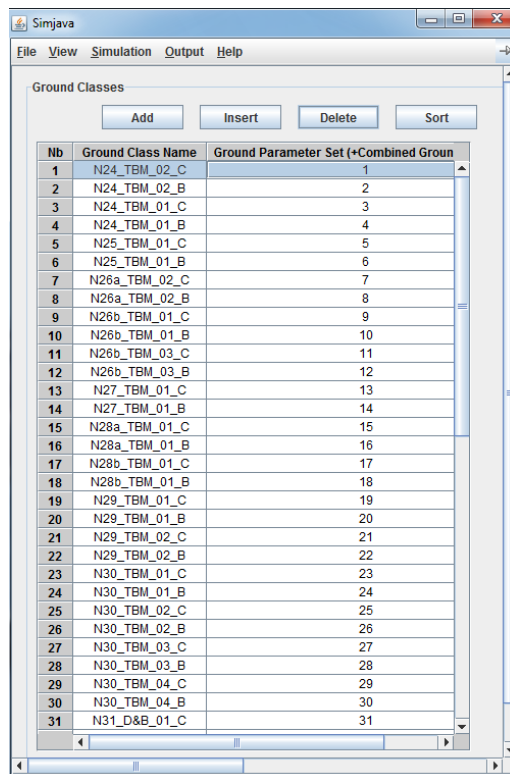 Simjava
File View Simulation Output Help
Ground Classes
Add Insert Delete Sort
Nb Ground Class Name Ground Parameter Set (+Combined Groun
1 N24_TBM_02_C 1
2 N24_TBM_02_B 2
3 N24_TBM_01_C 3
4 N24_TBM_01_B 4
5 N25_TBM_01_C 5
6 N25_TBM_01_B 6
7 N26a_TBM_02_C 7
8 N26a_TBM_02_B 8
9 N26b_TBM_01_C 9
10 N26b_TBM_01_B 10
11 N26b_TBM_03_C 11
12 N26b_TBM_03_B 12
13 N27_TBM_01_C 13
14 N27_TBM_01_B 14
15 N28a_TBM_01_C 15
16 N28a_TBM_01_B 16
17 N28b_TBM_01_C 17
18 N28b_TBM_01_B 18
19 N29_TBM_01_C 19
20 N29_TBM_01_B 20
21 N29_TBM_02_C 21
22 N29_TBM_02_B 22
23 N30_TBM_01_C 23
24 N30_TBM_01_B 24
25 N30_TBM_02_C 25
26 N30_TBM_02_B 26
27 N30_TBM_03_C 27
28 N30_TBM_03_B 28
29 N30_TBM_04_C 29
30 N30_TBM_04_B 30
31 N31_D&B_01_C 31